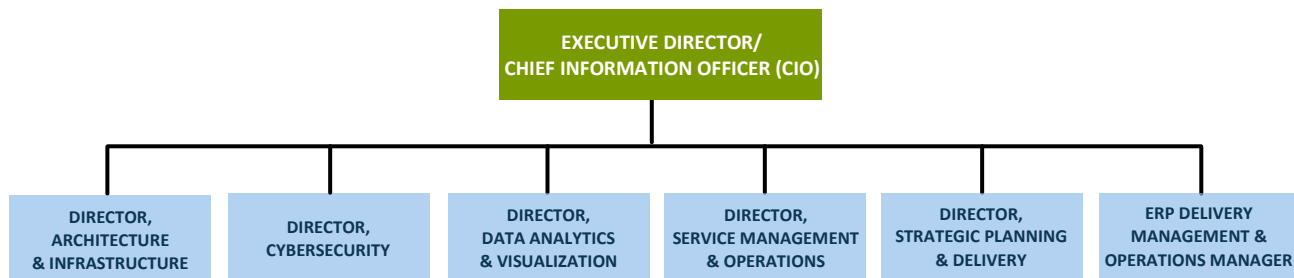 EXECUTIVE DIRECTOR/
CHIEF INFORMATION OFFICER (CIO)
DIRECTOR,
ARCHITECTURE
& INFRASTRUCTURE
DIRECTOR,
CYBERSECURITY
DIRECTOR,
DATA ANALYTICS
& VISUALIZATION
DIRECTOR,
SERVICE MANAGEMENT
& OPERATIONS
DIRECTOR,
STRATEGIC PLANNING
& DELIVERY
ERP DELIVERY
MANAGEMENT &
OPERATIONS MANAGER